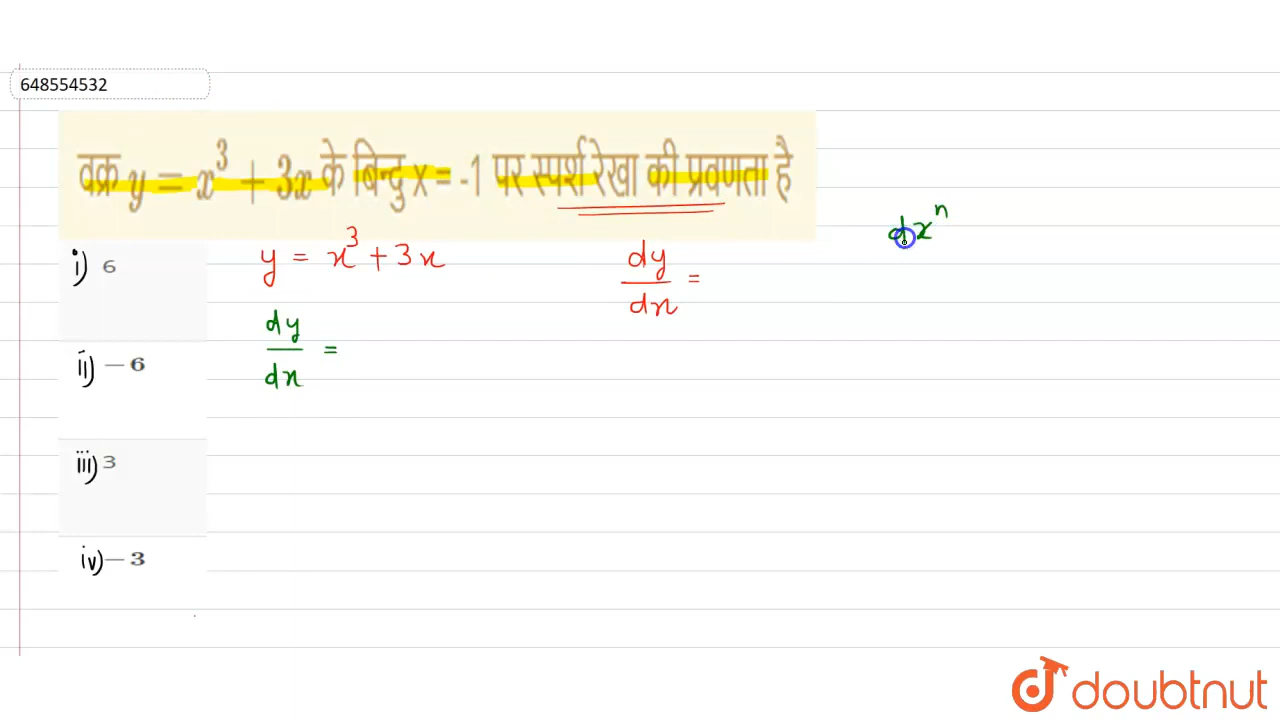 648554532
वक्र y = x³ + 3x के बिन्दु x = -1 पर स्पर्श रेखा की प्रवणता है
i) 6
y = x³ + 3x
dy/dx =
dxⁿ
dy/dx =
ii) -6
iii) 3
iv) -3
doubtnut